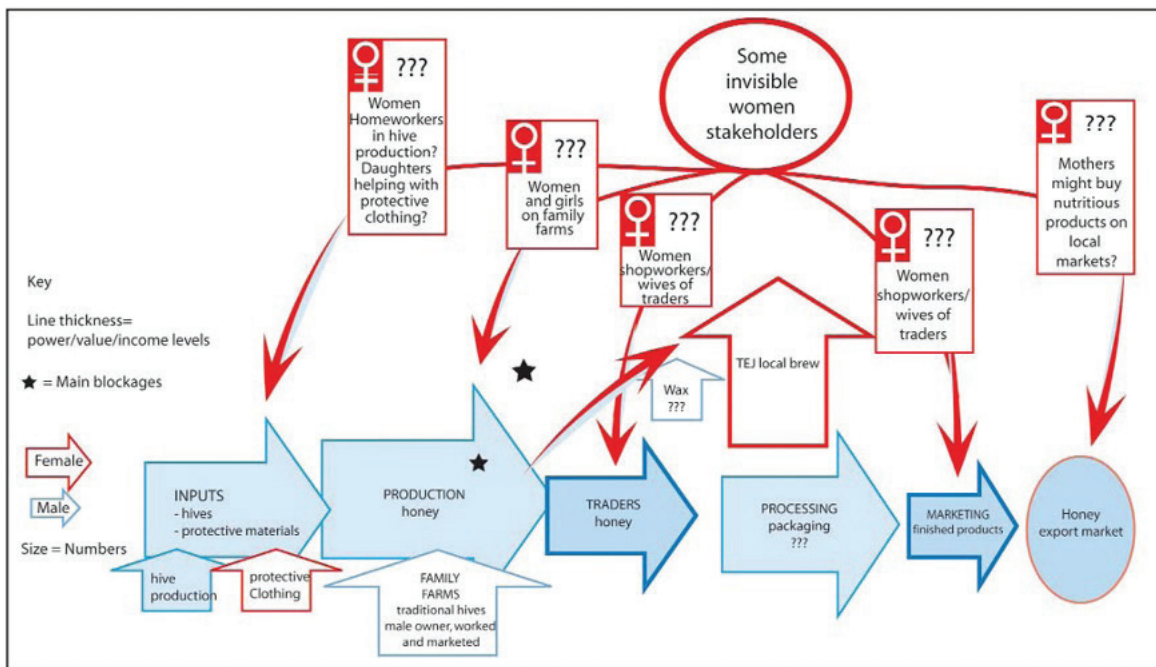 ???
Women
Homeworkers
in hive
production?
Daughters
helping with
protective
clothing?
???
Women
and girls
on family
farms
Some
invisible
women
stakeholders
???
Women
shopworkers/
wives of
traders
???
Women
shopworkers/
wives of
traders
???
Mothers
might buy
nutritious
products on
local
markets?
Key
Line thickness=
power/value/income levels
★ = Main blockages
Female
Male
Size = Numbers
TEJ local brew
Wax
???
INPUTS
- hives
- protective materials
PRODUCTION
honey
TRADERS
honey
PROCESSING
packaging
???
MARKETING
finished products
Honey
export market
hive
production
protective
Clothing
FAMILY
FARMS
traditional hives
male owner, worked
and marketed